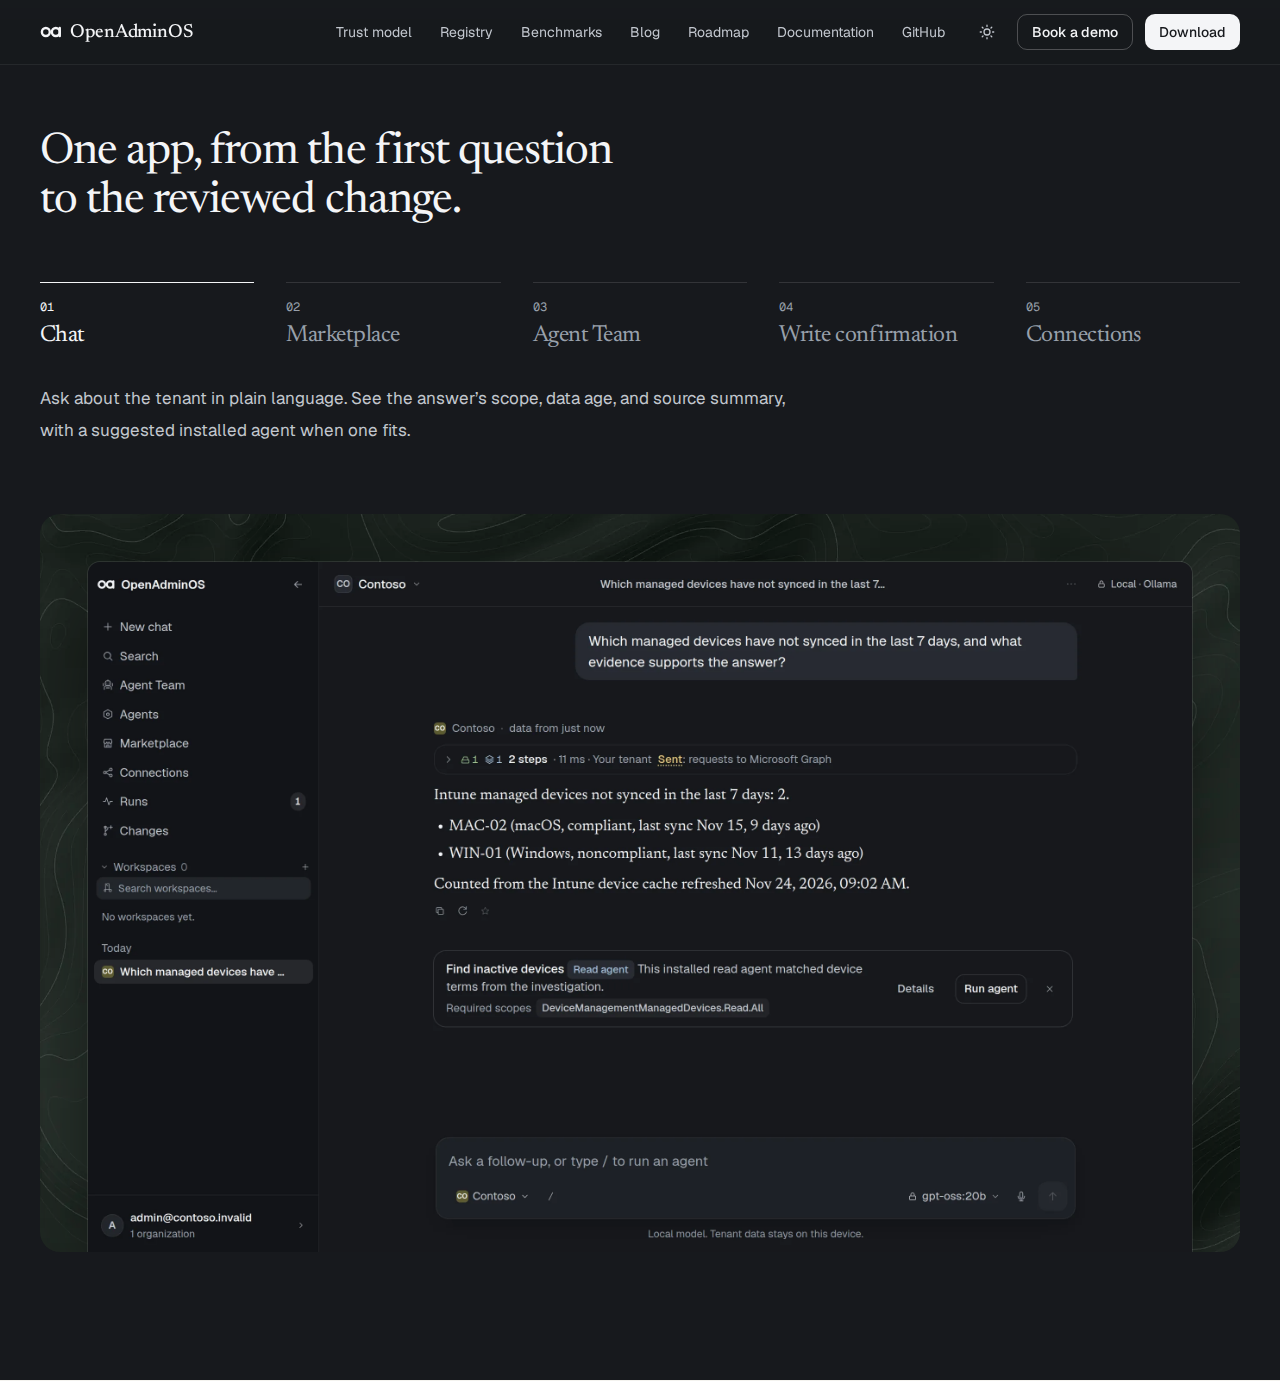 OpenAdminOS
Trust model
Registry
Benchmarks
Blog
Roadmap
Documentation
GitHub
Book a demo
Download
One app, from the first question
to the reviewed change.
01
Chat
02
Marketplace
03
Agent Team
04
Write confirmation
05
Connections
Ask about the tenant in plain language. See the answer’s scope, data age, and source summary,
with a suggested installed agent when one fits.
OpenAdminOS
New chat
Search
Agent Team
Agents
Marketplace
Connections
Runs
1
Changes
Workspaces 0
Search workspaces...
No workspaces yet.
Today
CO Which managed devices have ...
A
admin@contoso.invalid
1 organization
CO Contoso
Which managed devices have not synced in the last 7...
Local · Ollama
Which managed devices have not synced in the last 7 days, and what
evidence supports the answer?
CO Contoso · data from just now
1 1 2 steps · 11 ms · Your tenant Sent: requests to Microsoft Graph
Intune managed devices not synced in the last 7 days: 2.
• MAC-02 (macOS, compliant, last sync Nov 15, 9 days ago)
• WIN-01 (Windows, noncompliant, last sync Nov 11, 13 days ago)
Counted from the Intune device cache refreshed Nov 24, 2026, 09:02 AM.
Find inactive devices Read agent This installed read agent matched device
terms from the investigation.
Required scopes DeviceManagementManagedDevices.Read.All
Details
Run agent
Ask a follow-up, or type / to run an agent
CO Contoso /
gpt-oss:20b
Local model. Tenant data stays on this device.